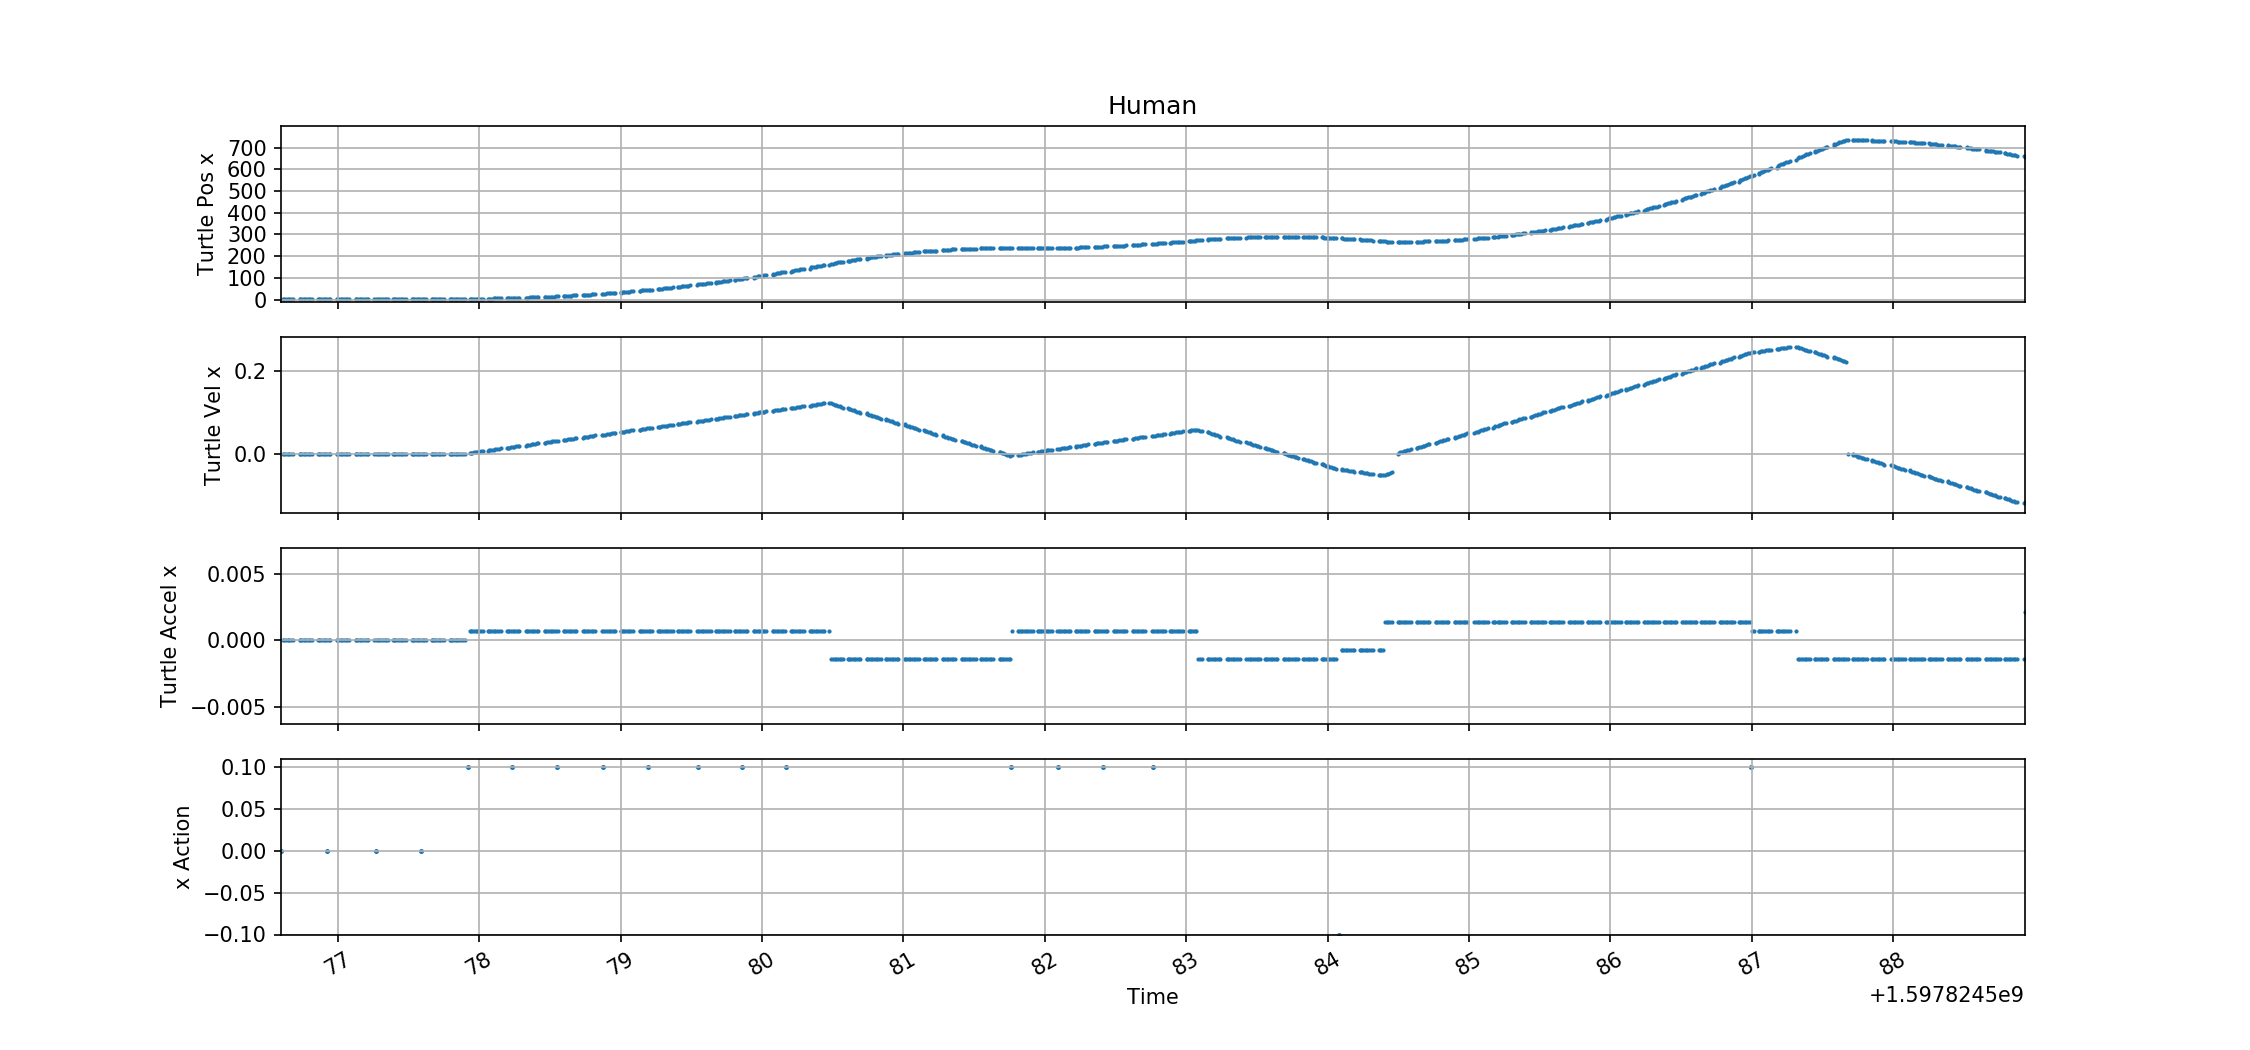 Human
Turtle Pos x
700
600
500
400
300
200
100
0
Turtle Vel x
0.2
0.0
Turtle Accel x
0.005
0.000
−0.005
x Action
0.10
0.05
0.00
−0.05
−0.10
77 78 79 80 81 82 83 84 85 86 87 88
Time
+1.5978245e9